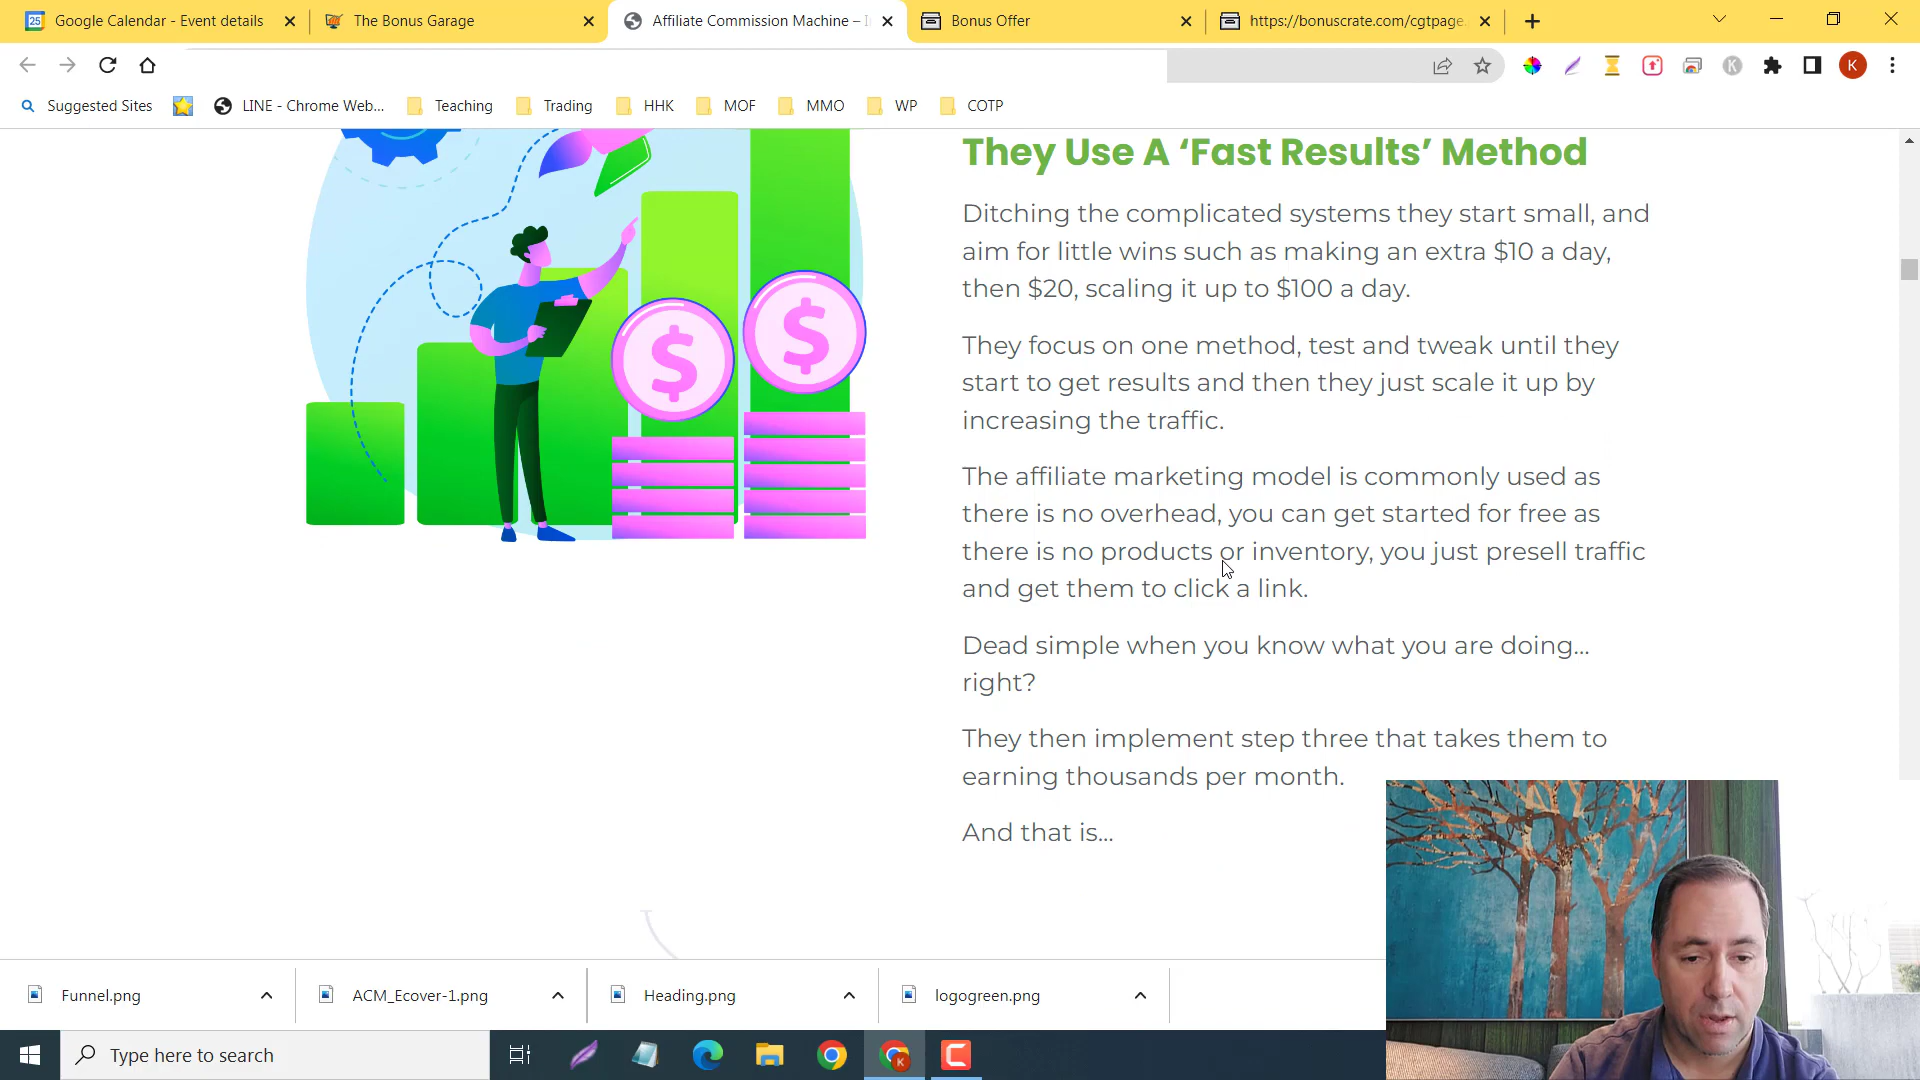 Google Calendar - Event details
The Bonus Garage
Affiliate Commission Machine – I
Bonus Offer
https://bonuscrate.com/cgtpage
K
K
Suggested Sites
LINE - Chrome Web...
Teaching
Trading
HHK
MOF
MMO
WP
COTP
They Use A ‘Fast Results’ Method
Ditching the complicated systems they start small, and
aim for little wins such as making an extra $10 a day,
then $20, scaling it up to $100 a day.
They focus on one method, test and tweak until they
start to get results and then they just scale it up by
increasing the traffic.
The affiliate marketing model is commonly used as
there is no overhead, you can get started for free as
there is no products or inventory, you just presell traffic
and get them to click a link.
Dead simple when you know what you are doing...
right?
They then implement step three that takes them to
earning thousands per month.
And that is...
$
$
Funnel.png
ACM_Ecover-1.png
Heading.png
logogreen.png
Type here to search
K